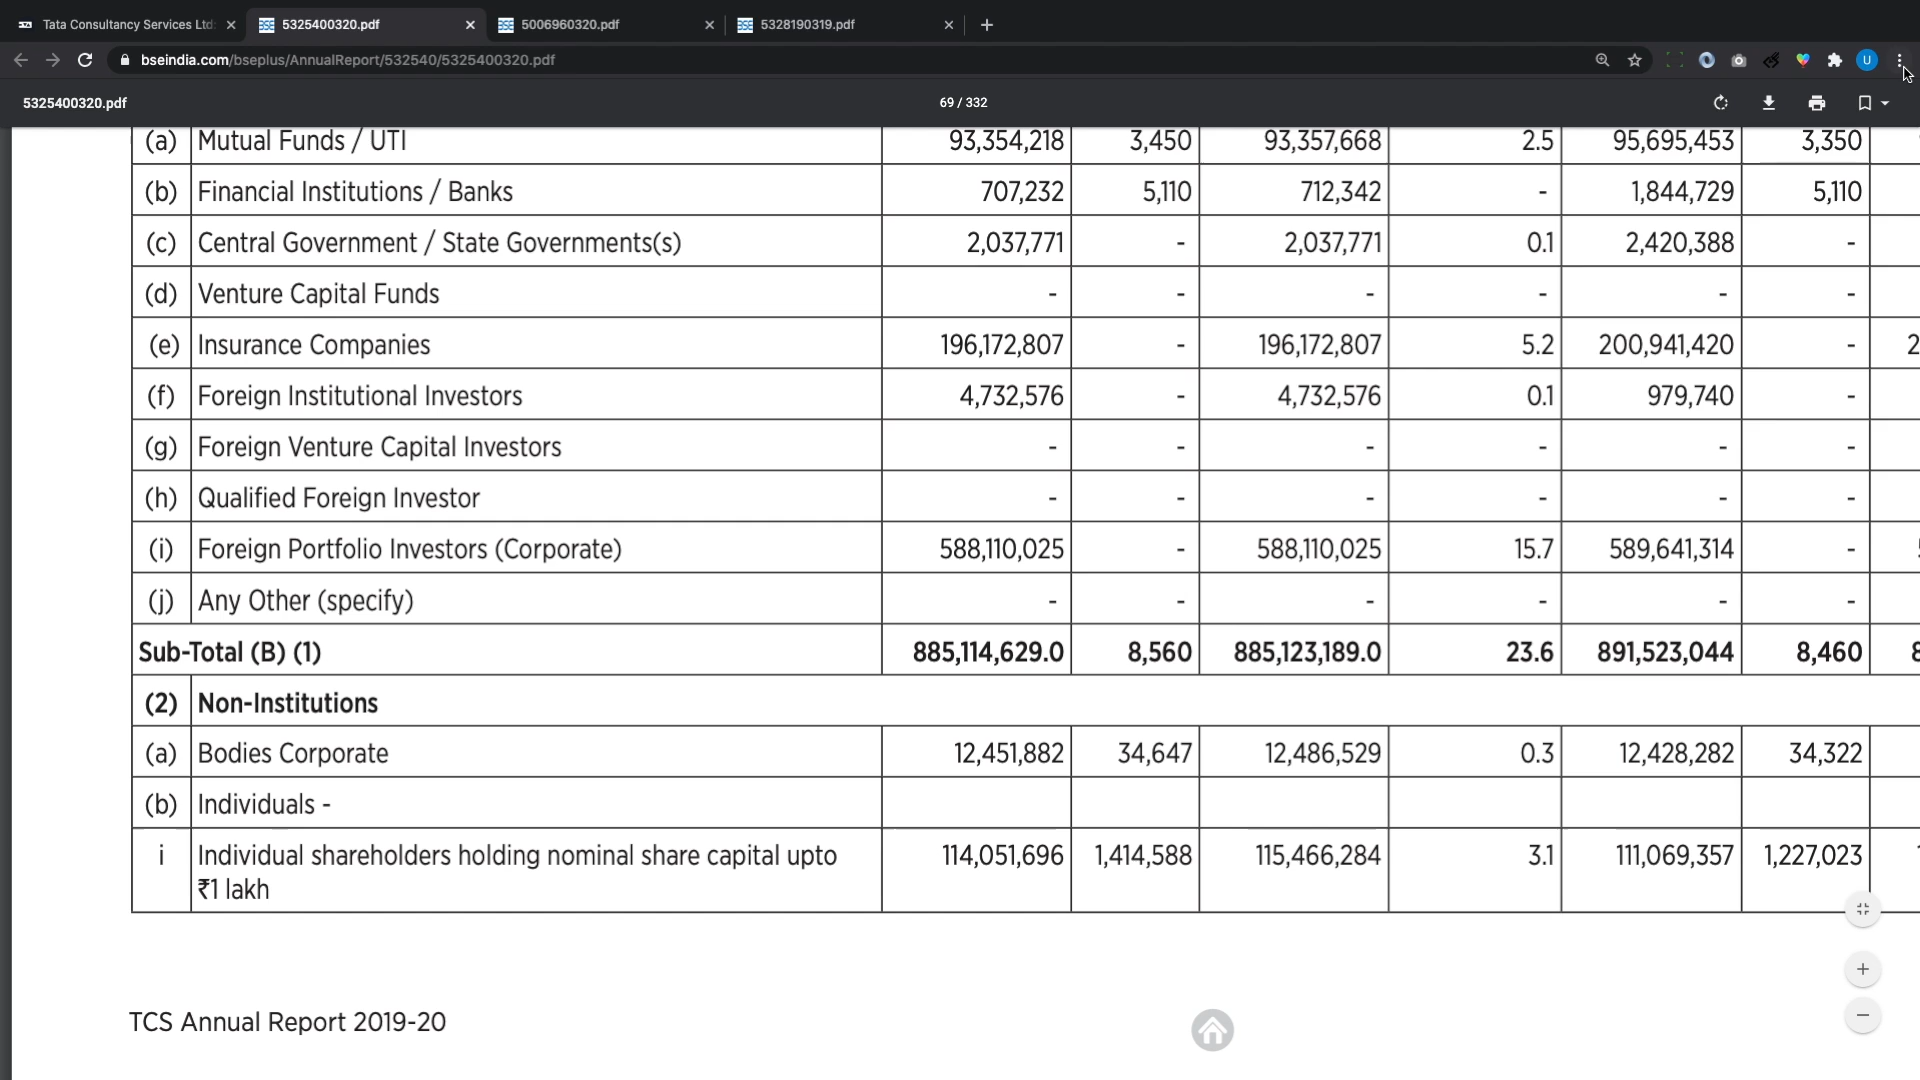 Tata Consultancy Services Ltd
5325400320.pdf
5006960320.pdf
5328190319.pdf
bseindia.com/bseplus/AnnualReport/532540/5325400320.pdf
U
5325400320.pdf
69 / 332
(a) Mutual Funds / UTI 93,354,218 3,450 93,357,668 2.5 95,695,453 3,350
(b) Financial Institutions / Banks 707,232 5,110 712,342 - 1,844,729 5,110
(c) Central Government / State Governments(s) 2,037,771 - 2,037,771 0.1 2,420,388 -
(d) Venture Capital Funds - - - - - -
(e) Insurance Companies 196,172,807 - 196,172,807 5.2 200,941,420 - 2
(f) Foreign Institutional Investors 4,732,576 - 4,732,576 0.1 979,740 -
(g) Foreign Venture Capital Investors - - - - - -
(h) Qualified Foreign Investor - - - - - -
(i) Foreign Portfolio Investors (Corporate) 588,110,025 - 588,110,025 15.7 589,641,314 -
(j) Any Other (specify) - - - - - -
Sub-Total (B) (1) 885,114,629.0 8,560 885,123,189.0 23.6 891,523,044 8,460 8
(2) Non-Institutions
(a) Bodies Corporate 12,451,882 34,647 12,486,529 0.3 12,428,282 34,322
(b) Individuals -
i Individual shareholders holding nominal share capital upto 114,051,696 1,414,588 115,466,284 3.1 111,069,357 1,227,023
₹1 lakh
TCS Annual Report 2019-20